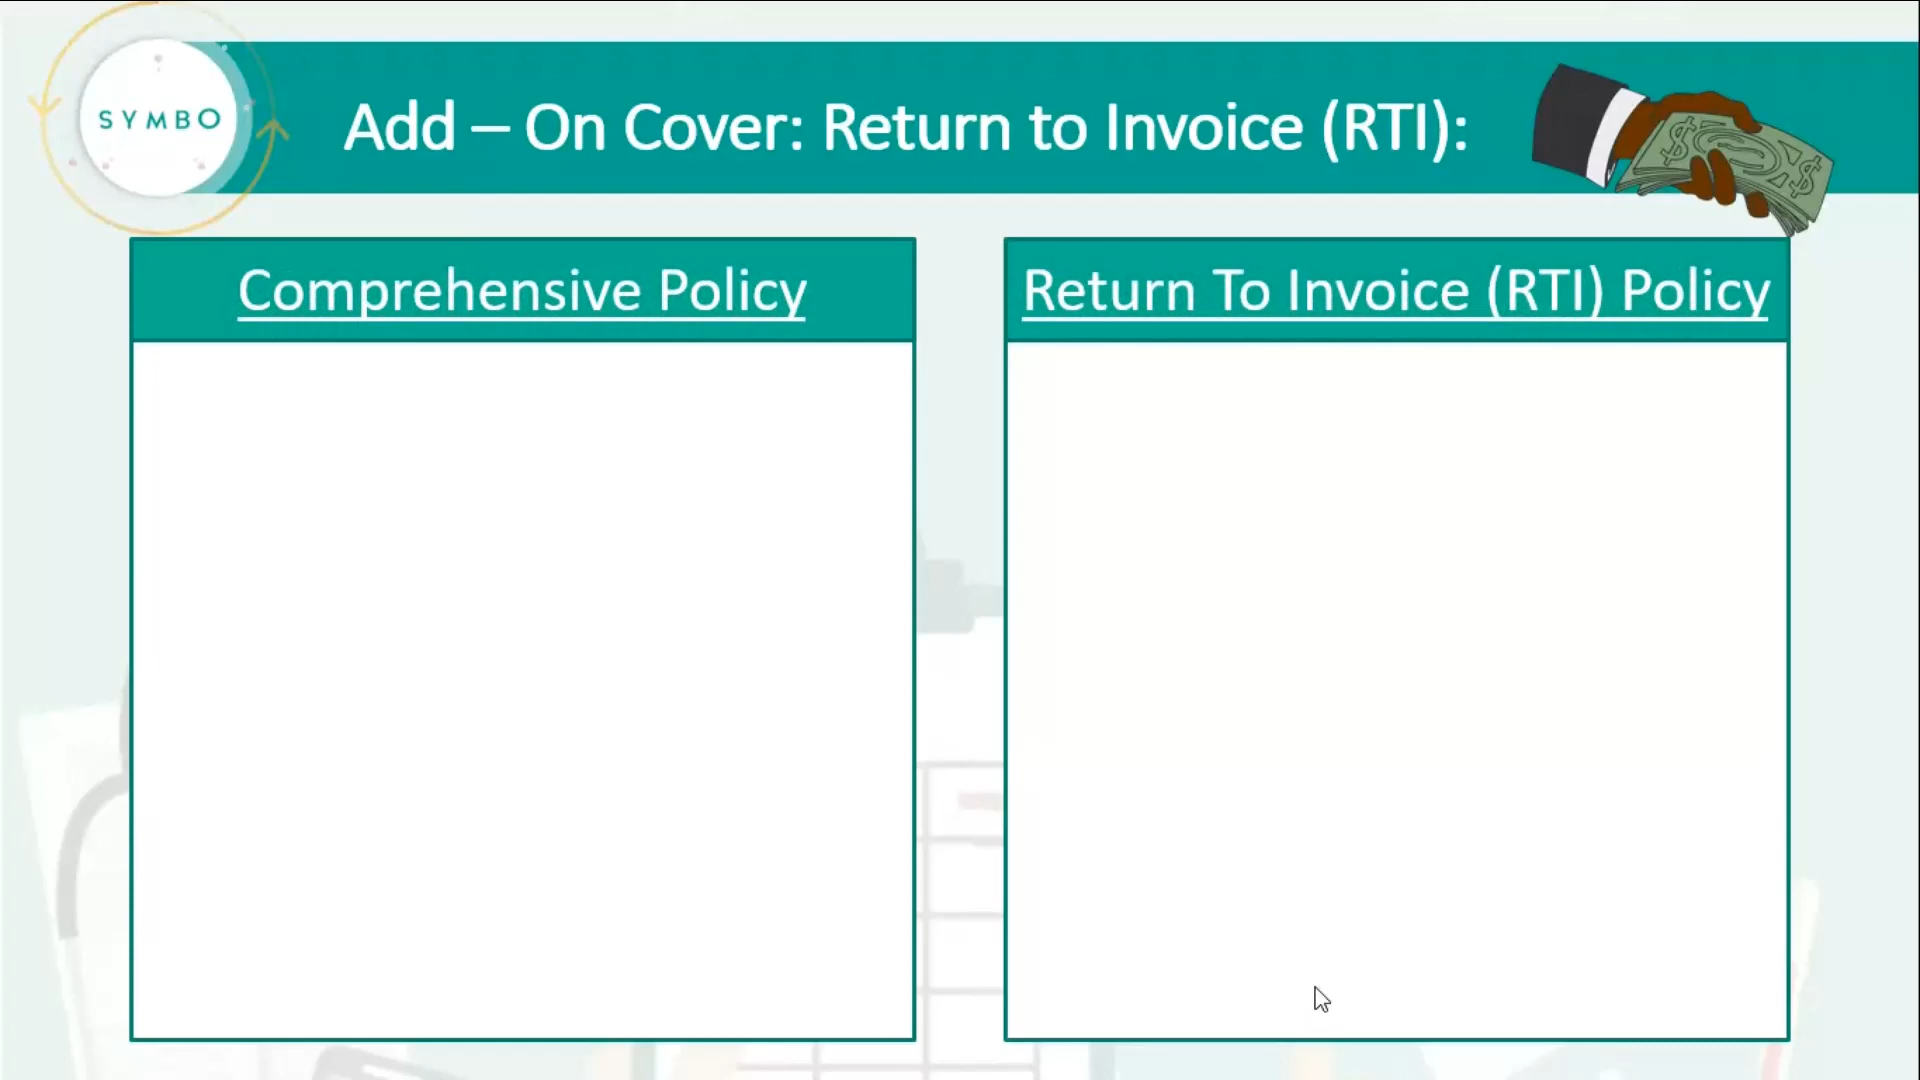 SYMBO
Add – On Cover: Return to Invoice (RTI):
Comprehensive Policy
Return To Invoice (RTI) Policy